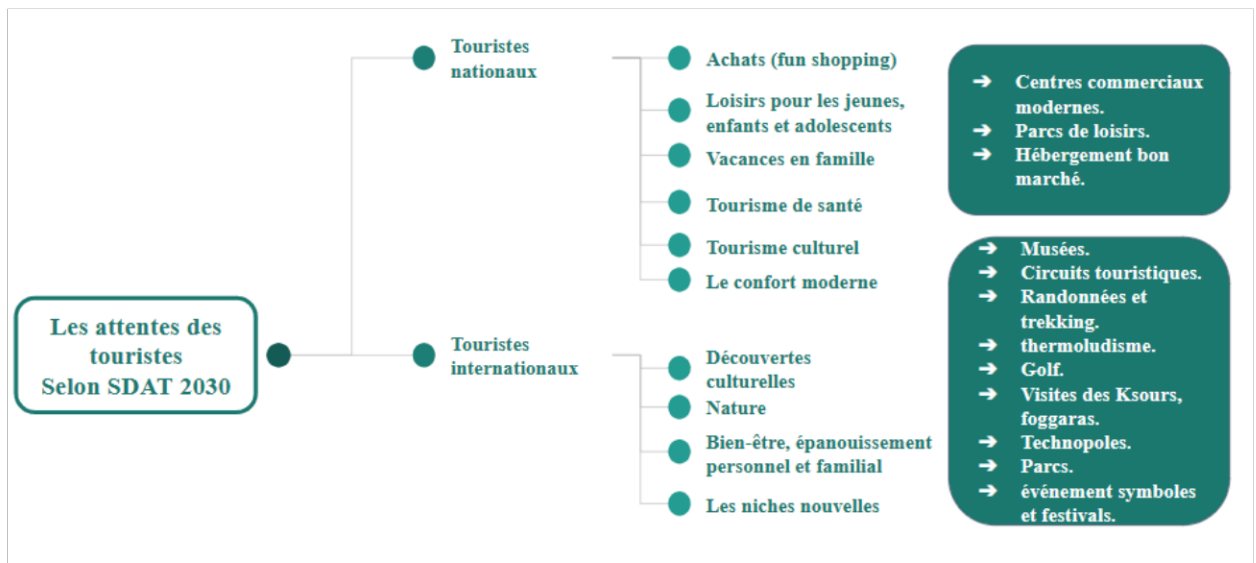 Les attentes des
touristes
Selon SDAT 2030
Touristes
nationaux
Achats (fun shopping)
Loisirs pour les jeunes,
enfants et adolescents
Vacances en famille
Tourisme de santé
Tourisme culturel
Le confort moderne
➔ Centres commerciaux
modernes.
➔ Parcs de loisirs.
➔ Hébergement bon
marché.
Touristes
internationaux
Découvertes
culturelles
Nature
Bien-être, épanouissement
personnel et familial
Les niches nouvelles
➔ Musées.
➔ Circuits touristiques.
➔ Randonnées et
trekking.
➔ thermoludisme.
➔ Golf.
➔ Visites des Ksours,
foggaras.
➔ Technopoles.
➔ Parcs.
➔ événement symboles
et festivals.